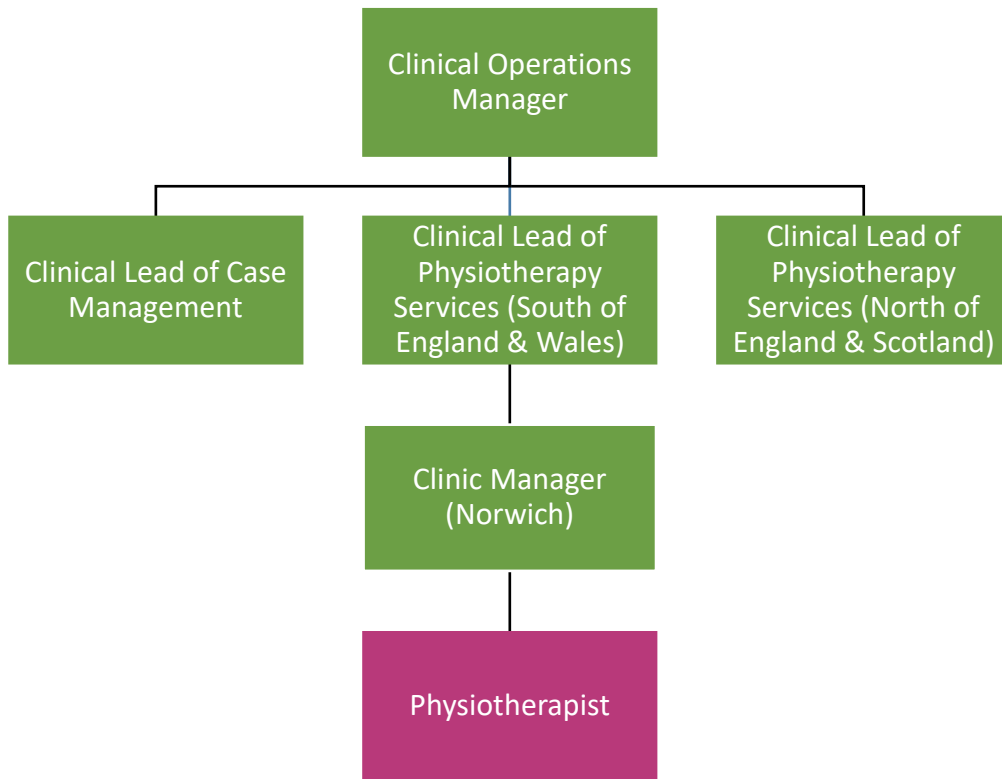 Clinical Operations
Manager
Clinical Lead of Case
Management
Clinical Lead of
Physiotherapy
Services (South of
England & Wales)
Clinical Lead of
Physiotherapy
Services (North of
England & Scotland)
Clinic Manager
(Norwich)
Physiotherapist